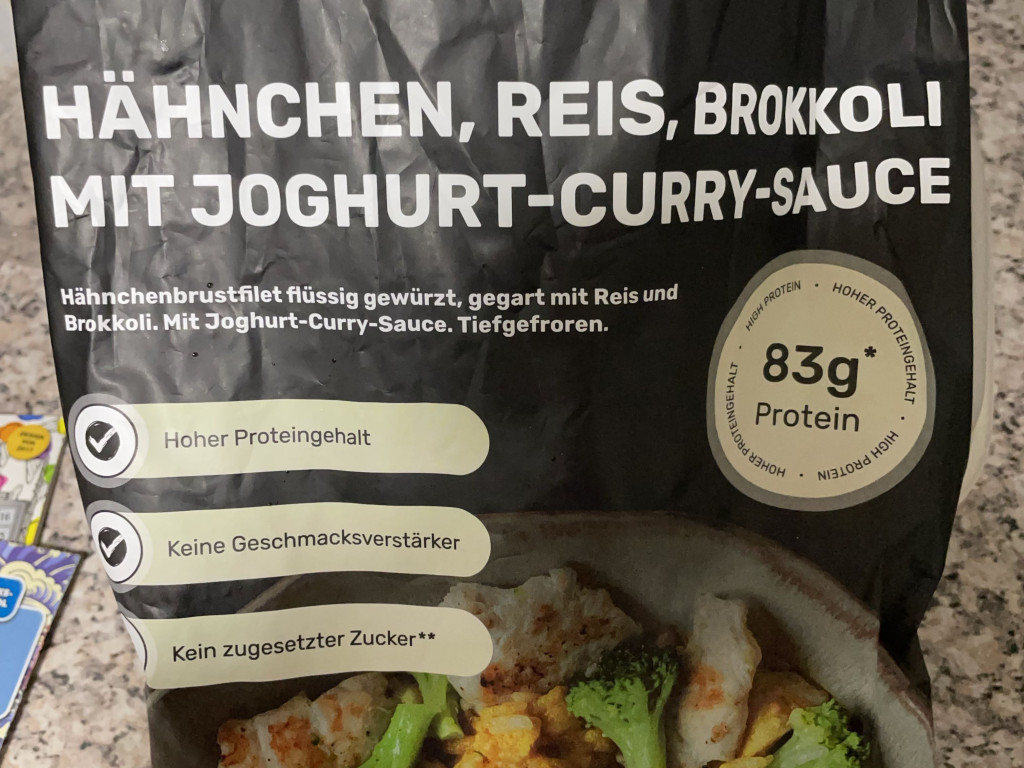 HÄHNCHEN, REIS, BROKKOLI
MIT JOGHURT-CURRY-SAUCE
Hähnchenbrustfilet flüssig gewürzt, gegart mit Reis und
Brokkoli. Mit Joghurt-Curry-Sauce. Tiefgefroren.
HIGH PROTEIN • HOHER PROTEINGEHALT • HIGH PROTEIN • HOHER PROTEINGEHALT •
83g*
Protein
Hoher Proteingehalt
Keine Geschmacksverstärker
Kein zugesetzter Zucker**